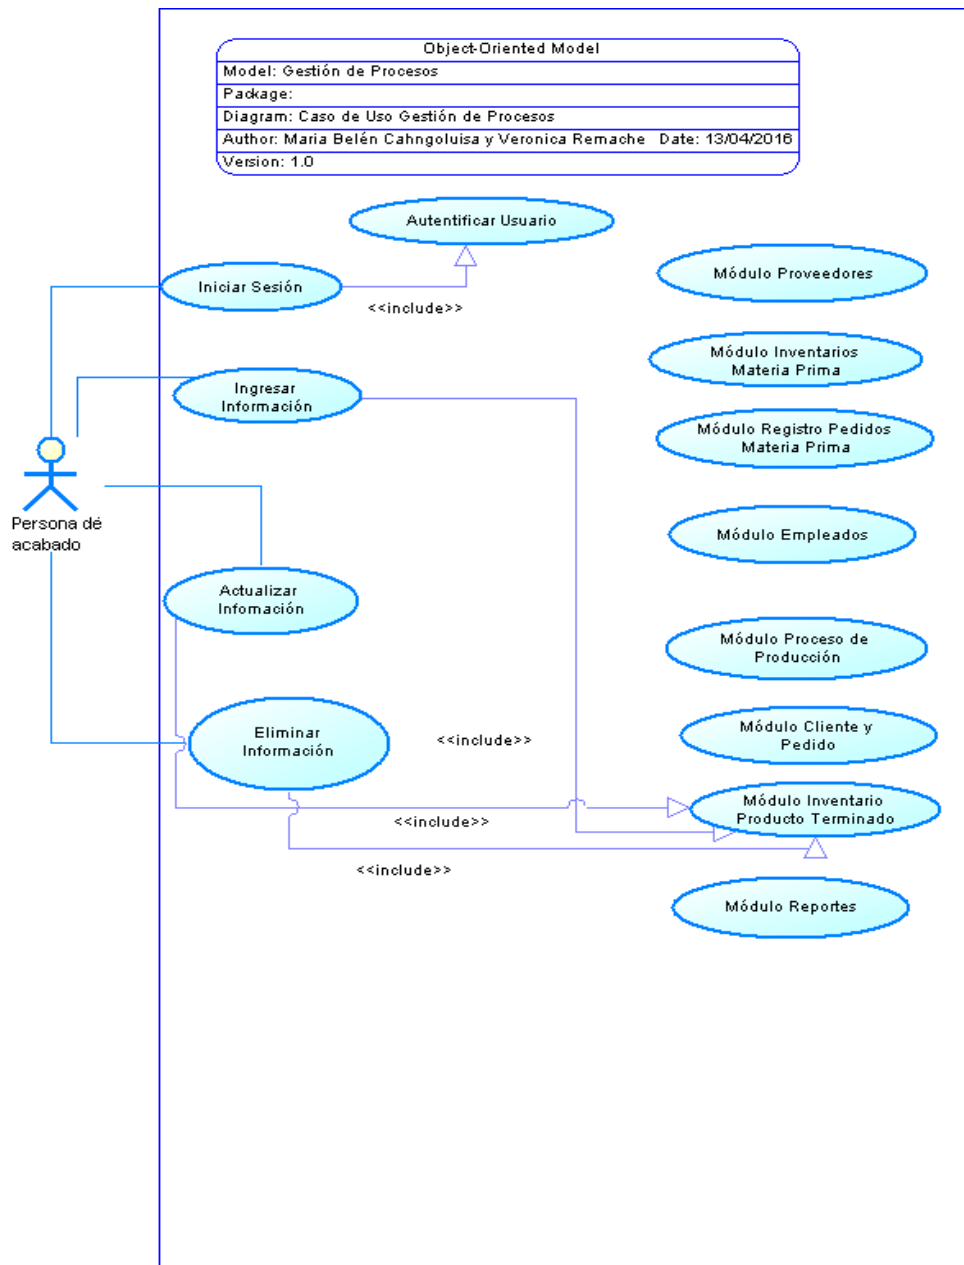 Object-Oriented Model
Model: Gestión de Procesos
Package:
Diagram: Caso de Uso Gestión de Procesos
Author: Maria Belén Cahngoluisa y Veronica Remache Date: 13/04/2016
Version: 1.0
Autentificar Usuario
Iniciar Sesión
<<include>>
Módulo Proveedores
Módulo Inventarios
Materia Prima
Ingresar
Información
Módulo Registro Pedidos
Materia Prima
Persona dé
acabado
Módulo Empleados
Actualizar
Infomación
Módulo Proceso de
Producción
Eliminar
Información
<<include>>
Módulo Cliente y
Pedido
Módulo Inventario
Producto Terminado
<<include>>
<<include>>
Módulo Reportes